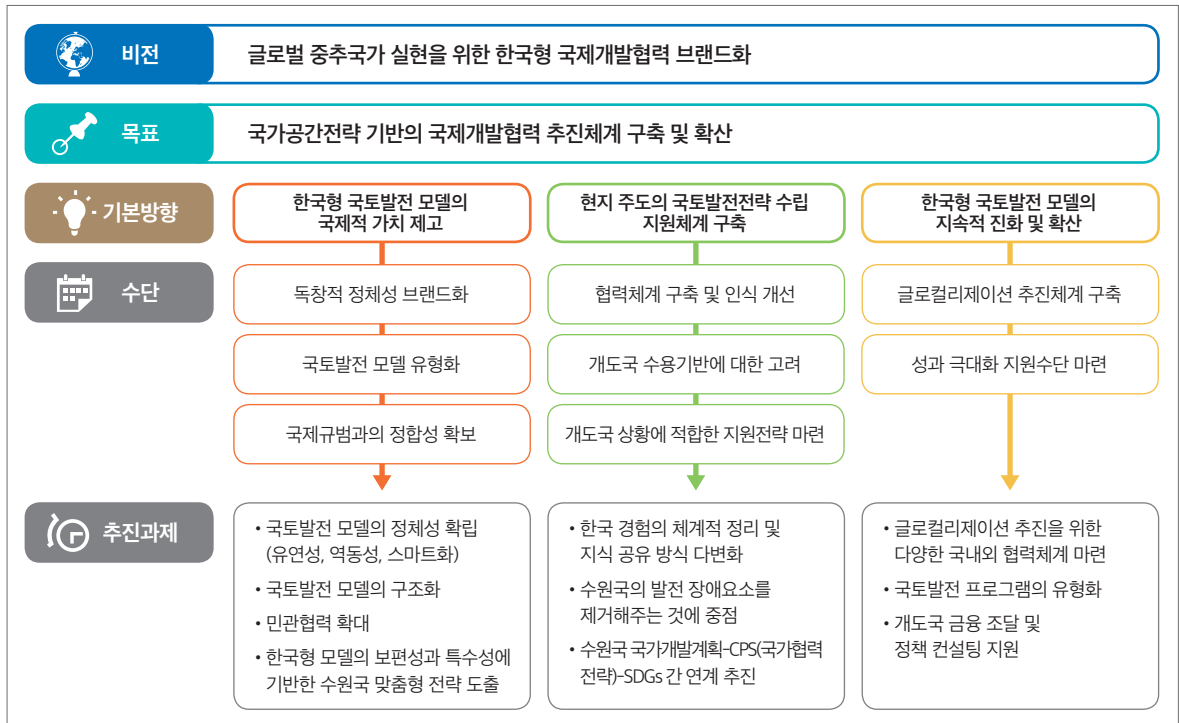 비전
글로벌 중추국가 실현을 위한 한국형 국제개발협력 브랜드화
목표
국가공간전략 기반의 국제개발협력 추진체계 구축 및 확산
기본방향
한국형 국토발전 모델의
국제적 가치 제고
현지 주도의 국토발전전략 수립
지원체계 구축
한국형 국토발전 모델의
지속적 진화 및 확산
수단
독창적 정체성 브랜드화
협력체계 구축 및 인식 개선
글로컬리제이션 추진체계 구축
국토발전 모델 유형화
개도국 수용기반에 대한 고려
성과 극대화 지원수단 마련
국제규범과의 정합성 확보
개도국 상황에 적합한 지원전략 마련
추진과제
• 국토발전 모델의 정체성 확립
(유연성, 역동성, 스마트화)
• 국토발전 모델의 구조화
• 민관협력 확대
• 한국형 모델의 보편성과 특수성에
기반한 수원국 맞춤형 전략 도출
• 한국 경험의 체계적 정리 및
지식 공유 방식 다변화
• 수원국의 발전 장애요소를
제거해주는 것에 중점
• 수원국 국가개발계획-CPS(국가협력
전략)-SDGs 간 연계 추진
• 글로컬리제이션 추진을 위한
다양한 국내외 협력체계 마련
• 국토발전 프로그램의 유형화
• 개도국 금융 조달 및
정책 컨설팅 지원